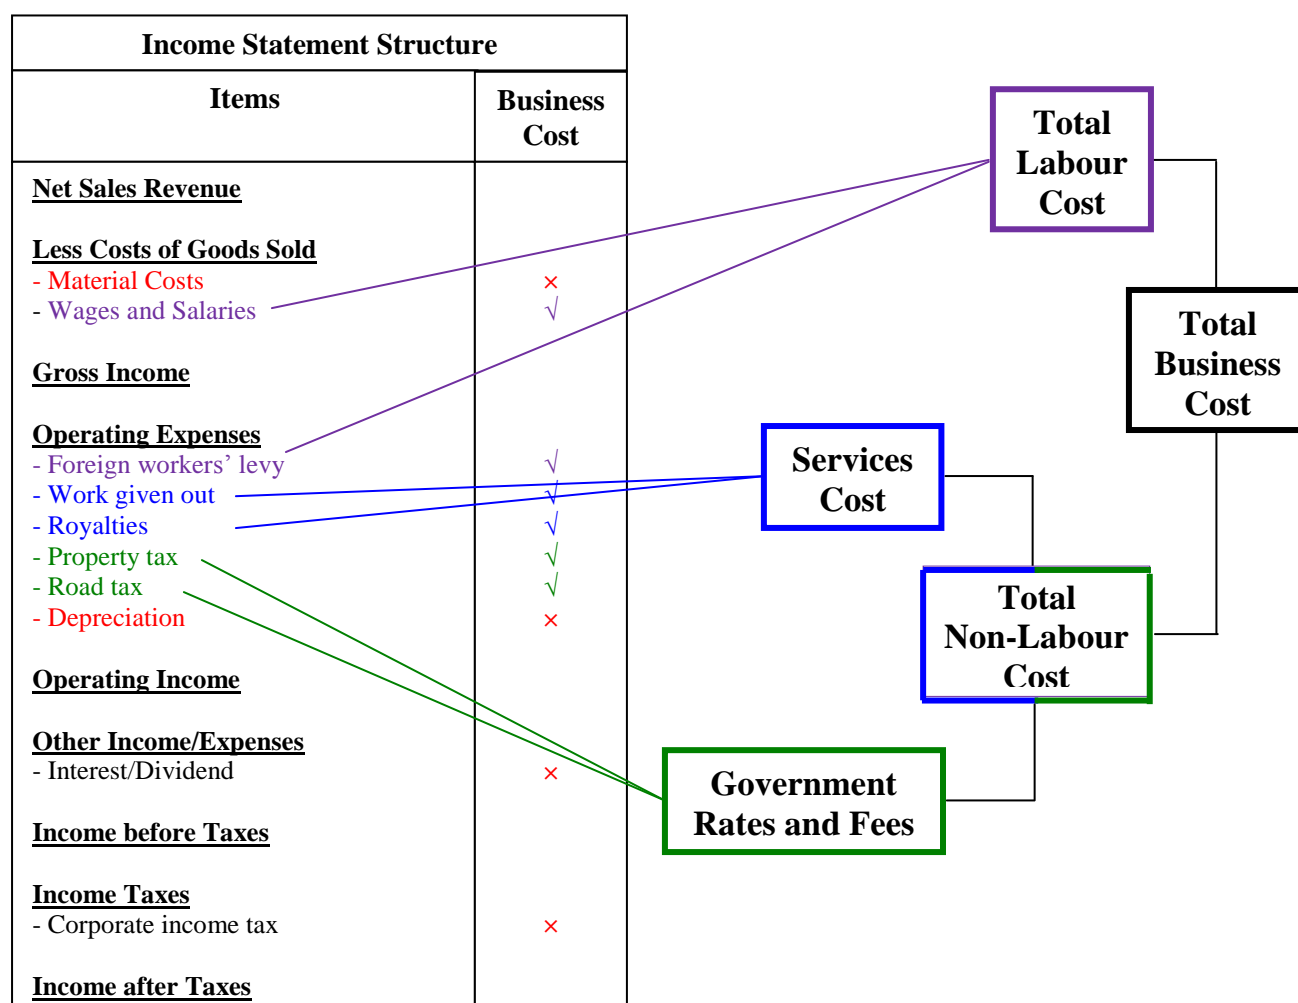 Income Statement Structure
Items
Business
Cost
Net Sales Revenue
Less Costs of Goods Sold
- Material Costs ×
- Wages and Salaries √
Gross Income
Operating Expenses
- Foreign workers’ levy √
- Work given out √
- Royalties √
- Property tax √
- Road tax √
- Depreciation ×
Operating Income
Other Income/Expenses
- Interest/Dividend ×
Income before Taxes
Income Taxes
- Corporate income tax ×
Income after Taxes
Total
Labour
Cost
Total
Business
Cost
Services
Cost
Total
Non-Labour
Cost
Government
Rates and Fees